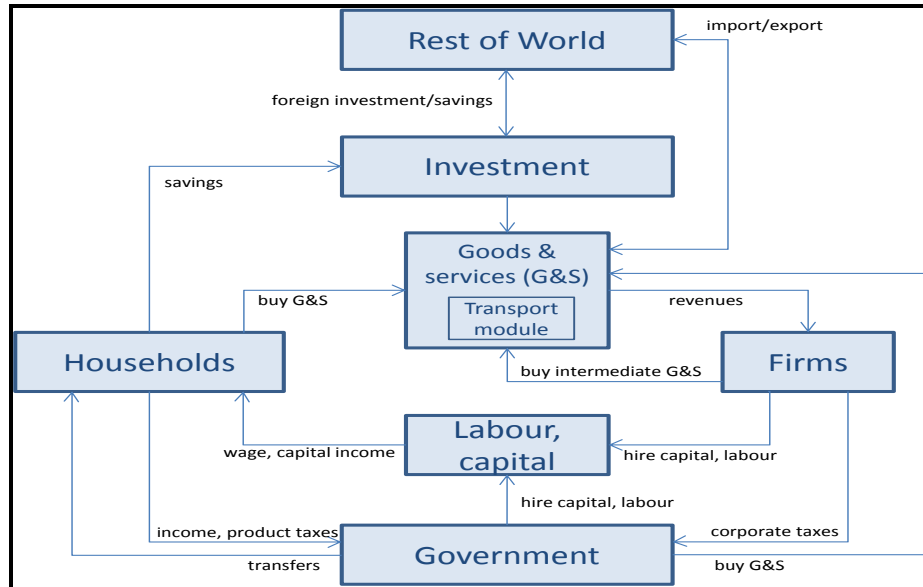 import/export
Rest of World
foreign investment/savings
Investment
savings
Goods &
services (G&S)
Transport
module
buy G&S
revenues
Households
Firms
buy intermediate G&S
Labour,
capital
wage, capital income
hire capital, labour
hire capital, labour
income, product taxes
corporate taxes
Government
transfers
buy G&S